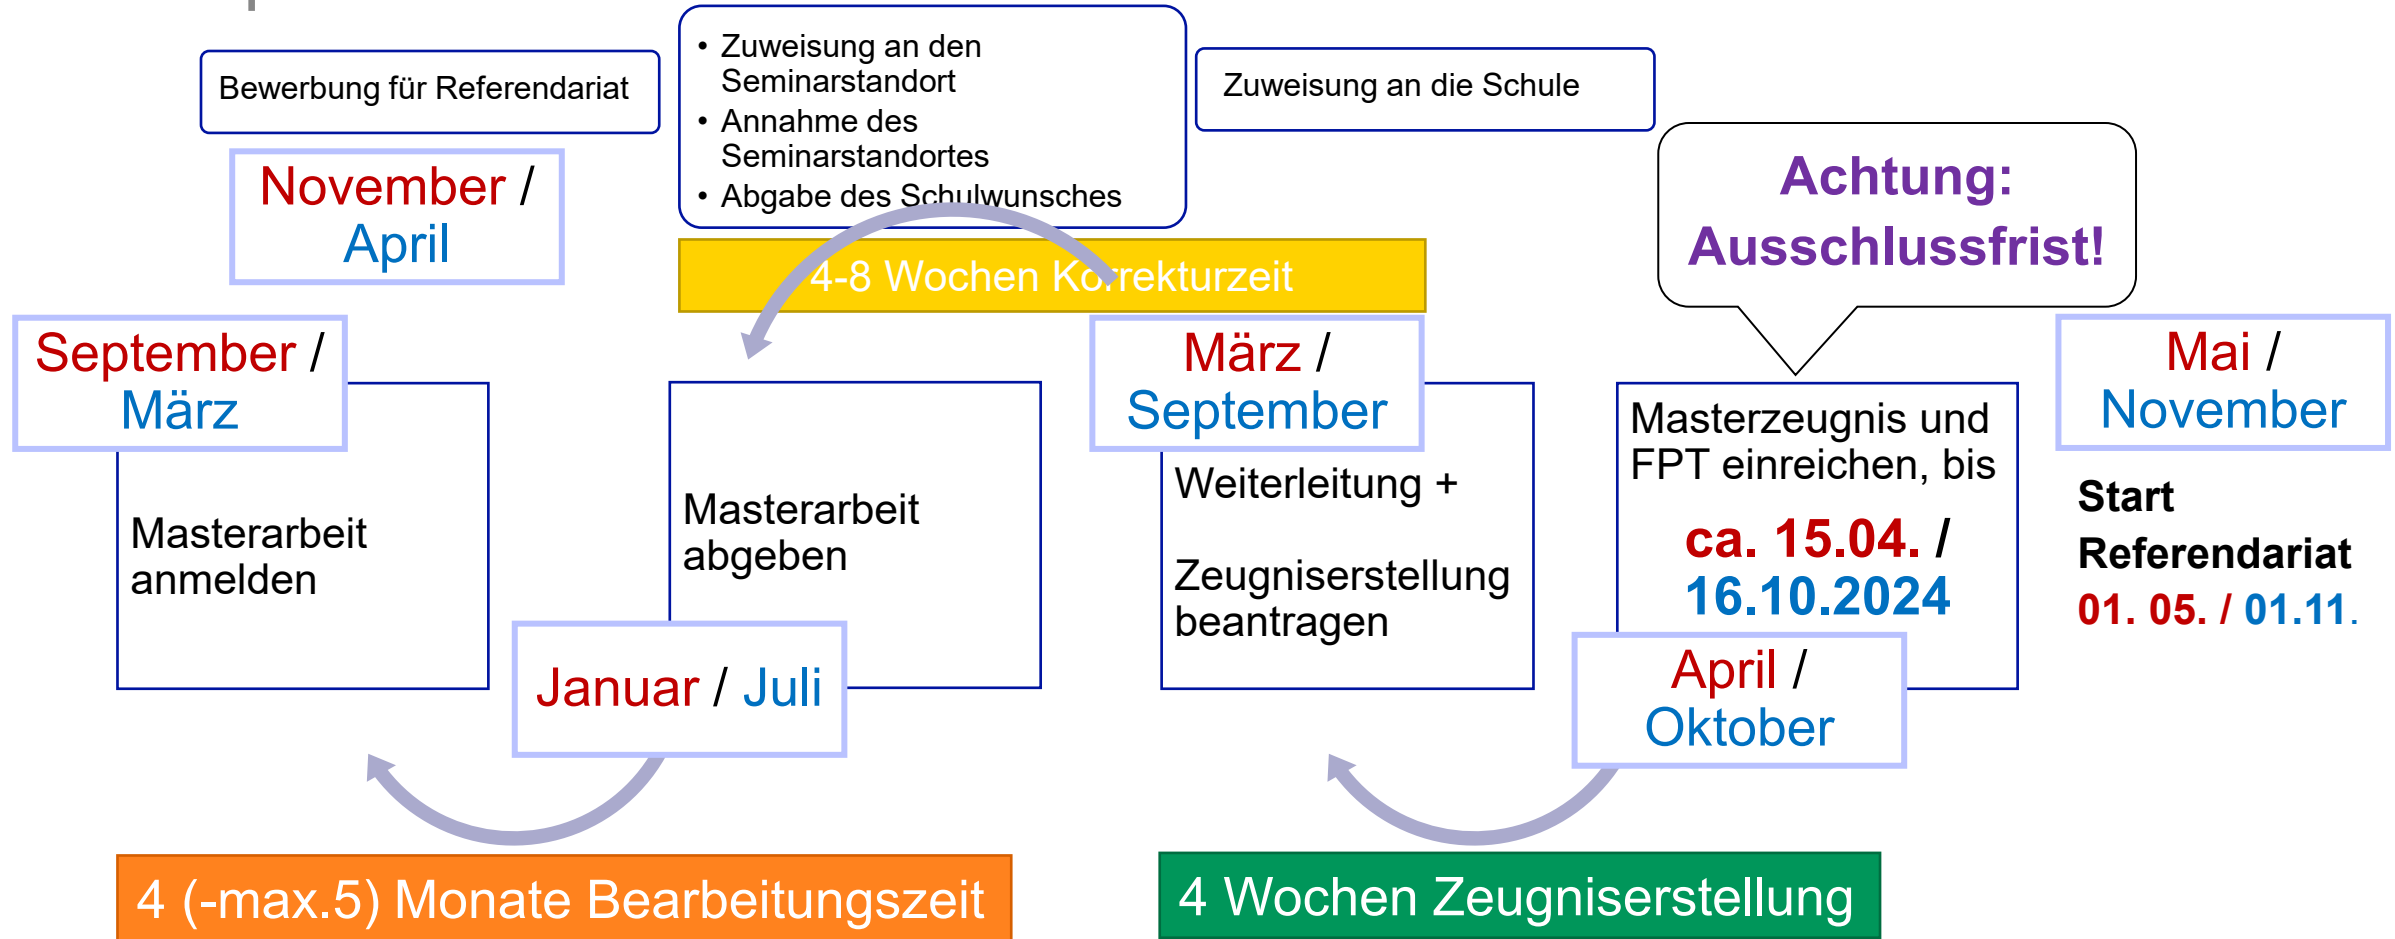 Bewerbung für Referendariat
• Zuweisung an den
Seminarstandort
• Annahme des
Seminarstandortes
• Abgabe des Schulwunsches
Zuweisung an die Schule
November /
April
4-8 Wochen Korrekturzeit
Achtung:
Ausschlussfrist!
September /
März
Masterarbeit
anmelden
Masterarbeit
abgeben
Januar / Juli
März /
September
Weiterleitung +
Zeugniserstellung
beantragen
Masterzeugnis und
FPT einreichen, bis
ca. 15.04. /
16.10.2024
April /
Oktober
Mai /
November
Start
Referendariat
01. 05. / 01.11.
4 (-max.5) Monate Bearbeitungszeit
4 Wochen Zeugniserstellung